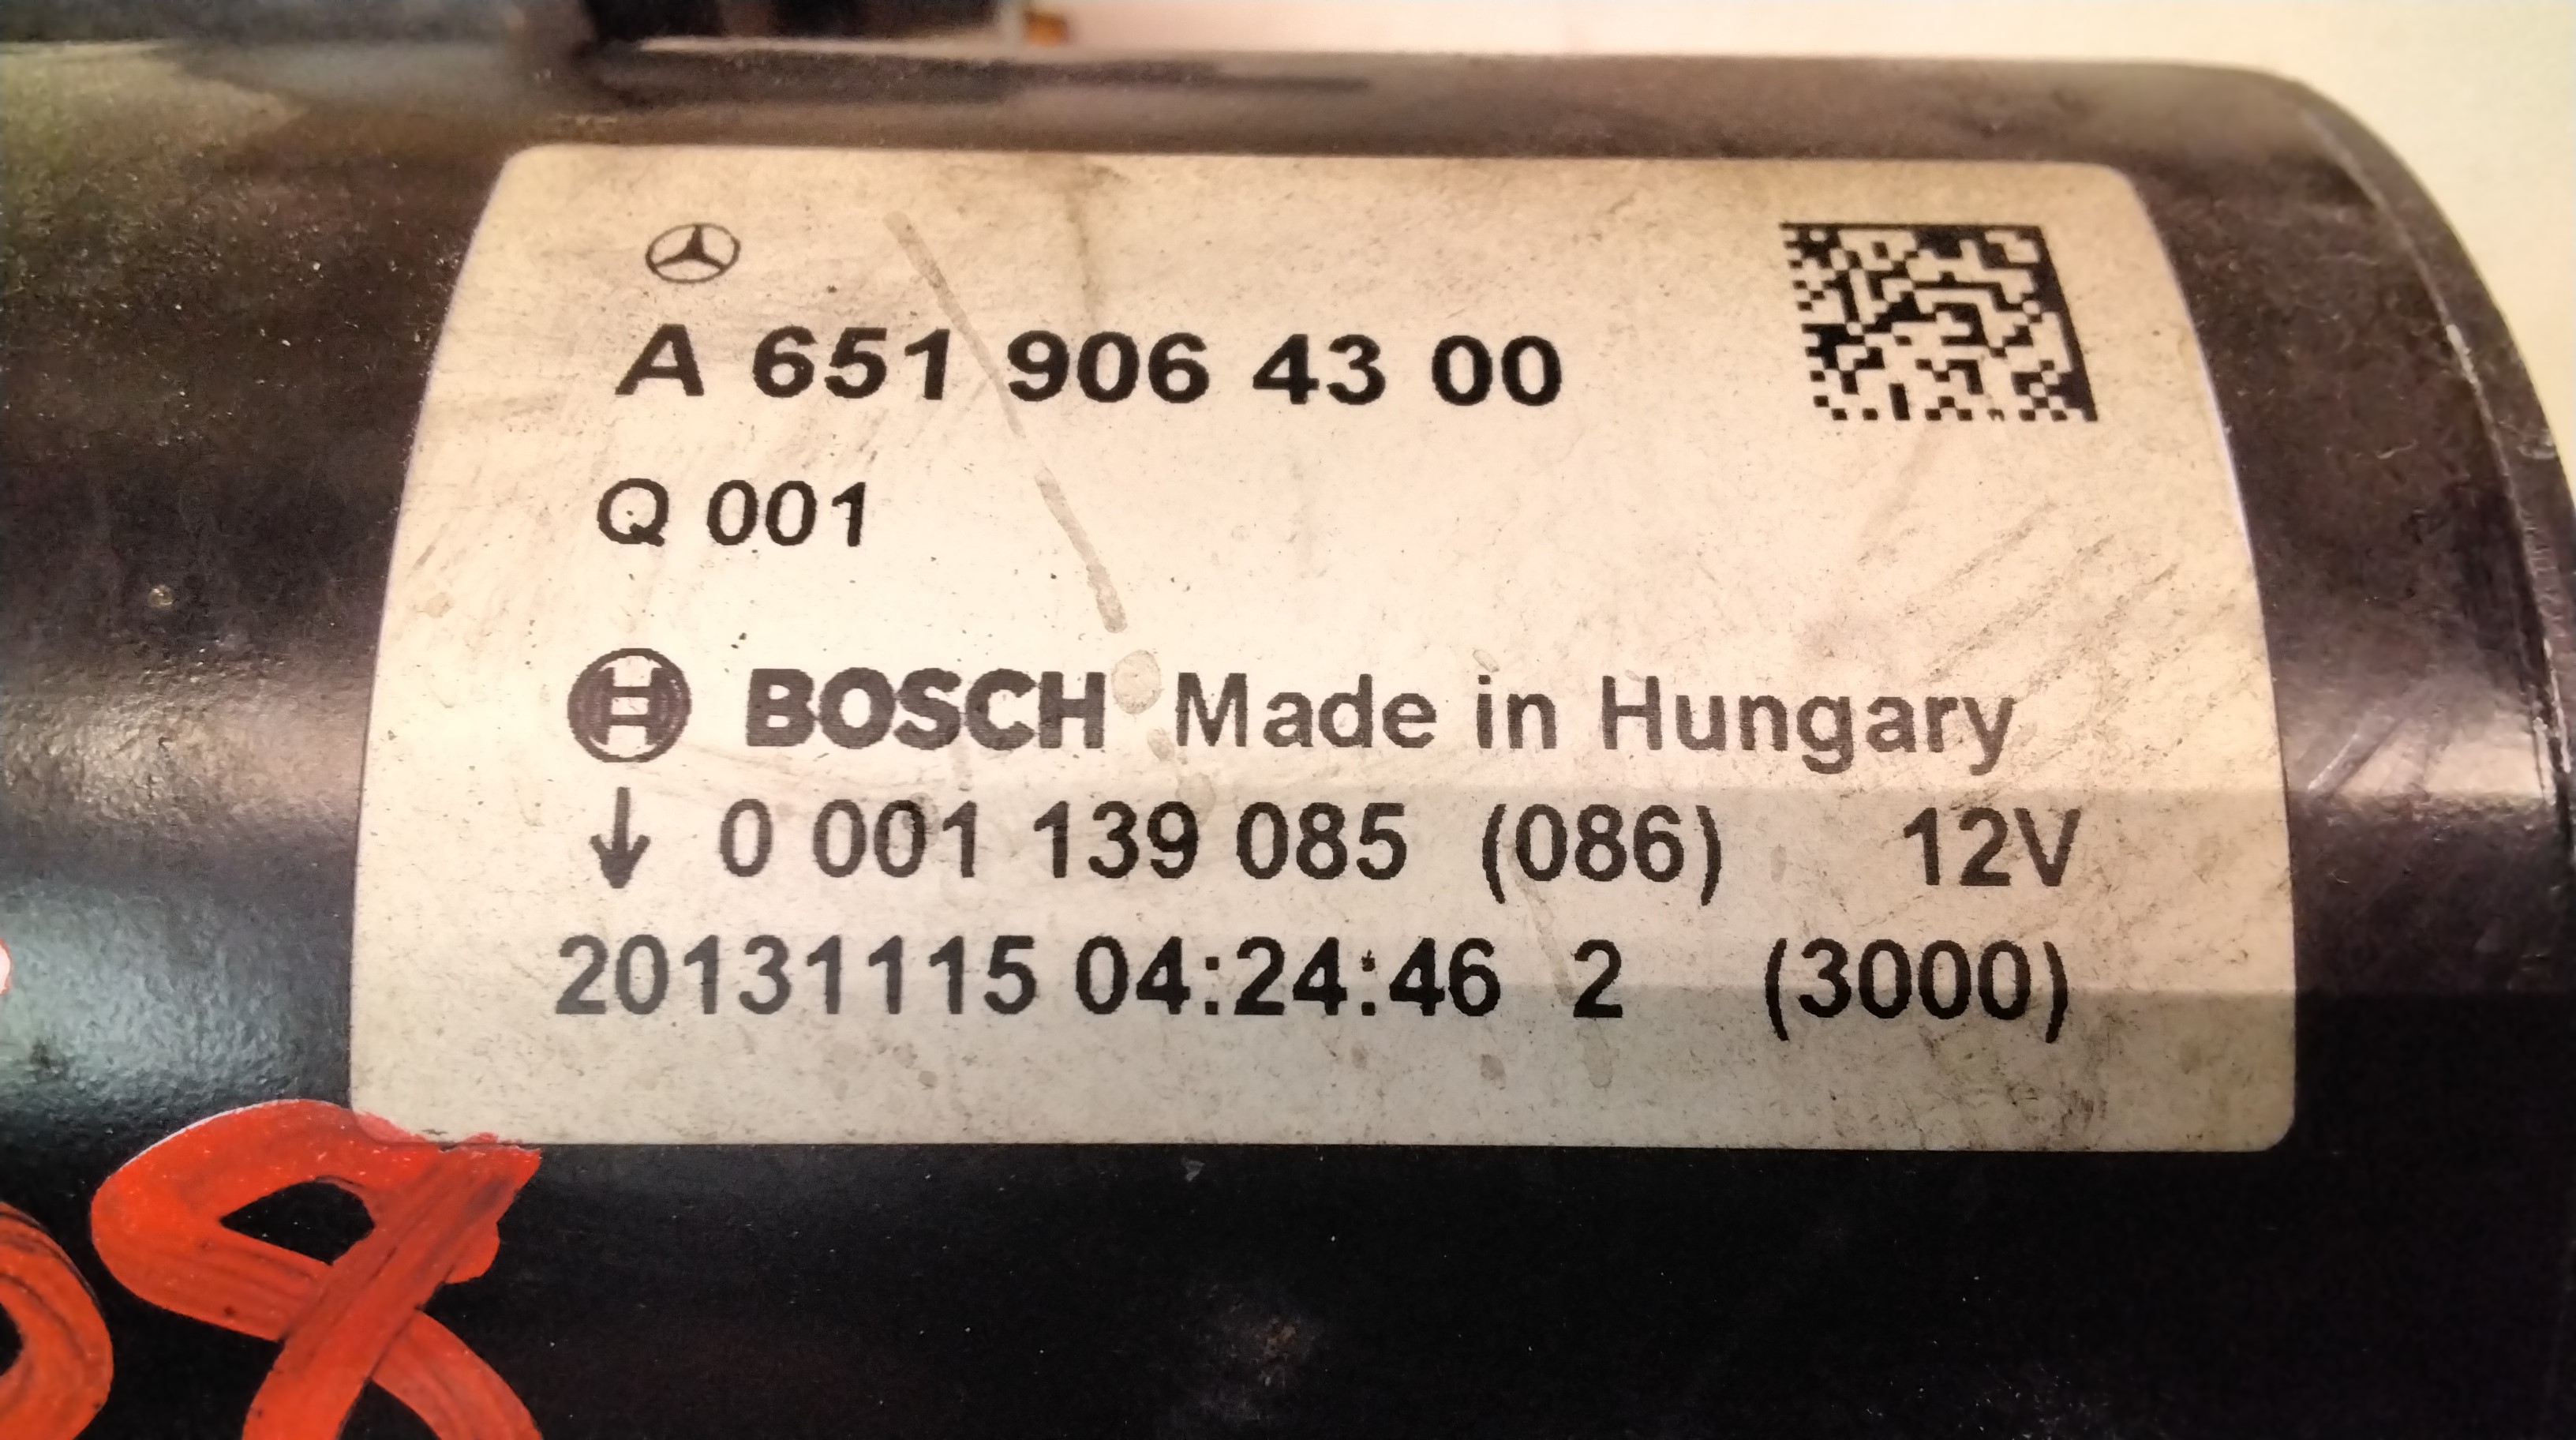 A 651 906 43 00
Q 001
BOSCH Made in Hungary
↓ 0 001 139 085 (086) 12V
20131115 04:24:46 2 (3000)
8